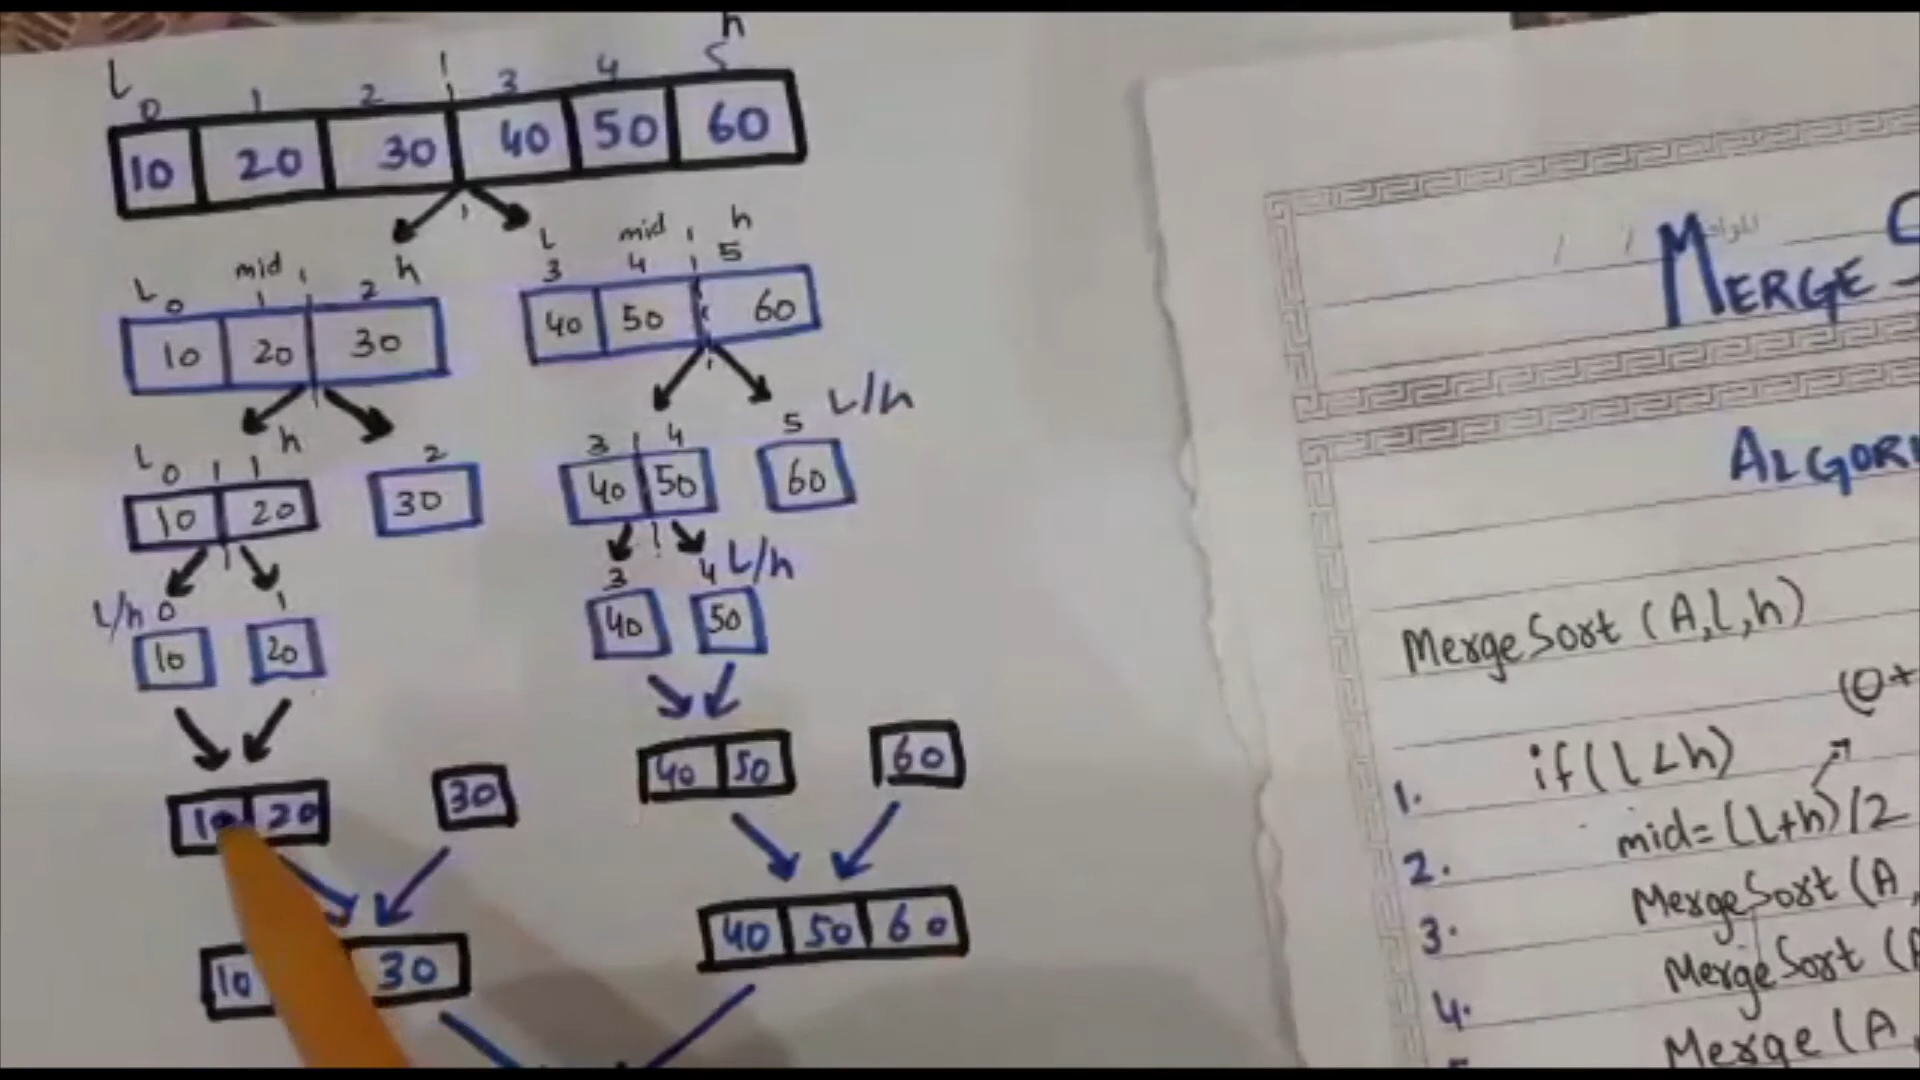 h
L
0 1 2 3 4 5
10 20 30 40 50 60
L mid h
0 1 2
10 20 30
L mid h
3 4 5
40 50 60
L h
0 1
10 20
2
30
3 4
40 50
5 L/h
60
L/h 0 1
10 20
3 4 L/h
40 50
10 20 30
40 50 60
10 30
40 50 60
MERGE S
ALGORI
MergeSort (A,L,h)
(0+
1. if(L<h)
2. mid=(L+h)/2
3. MergeSort (A,
4. MergeSort (A
Merge (A,